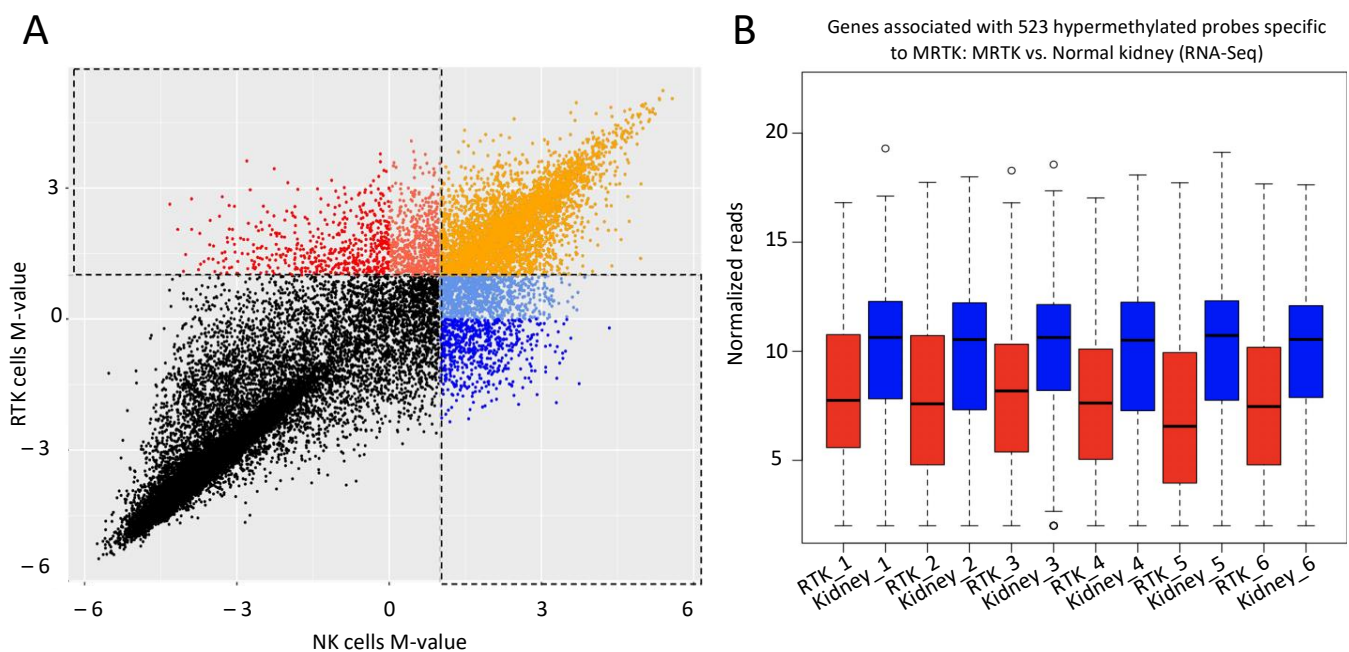 A
RTK cells M-value
3
0
−3
−6
−6
−3
0
3
6
NK cells M-value
B
Genes associated with 523 hypermethylated probes specific
to MRTK: MRTK vs. Normal kidney (RNA-Seq)
Normalized reads
20
15
10
5
RTK_1
Kidney_1
RTK_2
Kidney_2
RTK_3
Kidney_3
RTK_4
Kidney_4
RTK_5
Kidney_5
RTK_6
Kidney_6